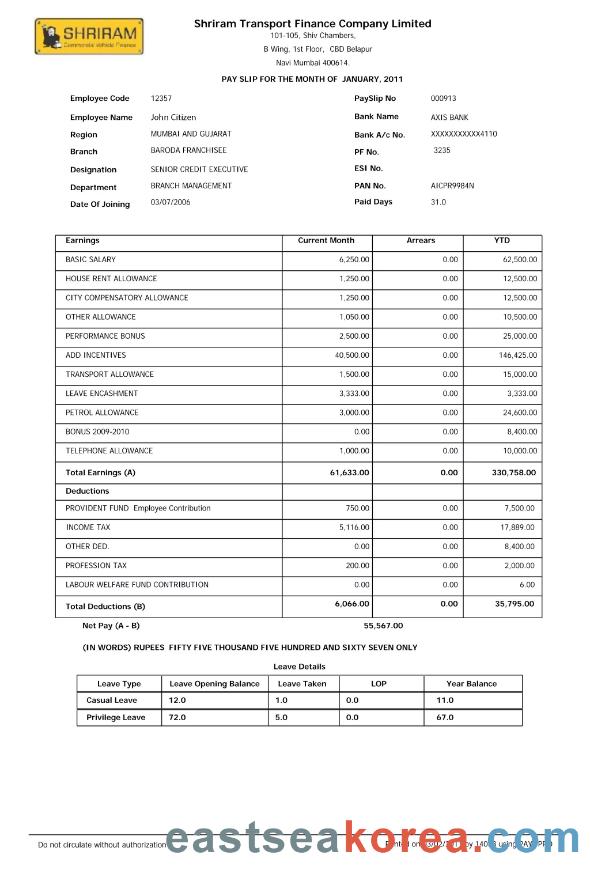 SHRIRAM
Commercial Vehicle Finance
Shriram Transport Finance Company Limited
101-105, Shiv Chambers,
B Wing, 1st Floor, CBD Belapur
Navi Mumbai 400614.
PAY SLIP FOR THE MONTH OF JANUARY, 2011
Employee Code 12357 PaySlip No 000913
Employee Name John Citizen Bank Name AXIS BANK
Region MUMBAI AND GUJARAT Bank A/c No. XXXXXXXXXXX4110
Branch BARODA FRANCHISEE PF No. 3235
Designation SENIOR CREDIT EXECUTIVE ESI No.
Department BRANCH MANAGEMENT PAN No. AICPR9984N
Date Of Joining 03/07/2006 Paid Days 31.0
Earnings Current Month Arrears YTD
BASIC SALARY 6,250.00 0.00 62,500.00
HOUSE RENT ALLOWANCE 1,250.00 0.00 12,500.00
CITY COMPENSATORY ALLOWANCE 1,250.00 0.00 12,500.00
OTHER ALLOWANCE 1,050.00 0.00 10,500.00
PERFORMANCE BONUS 2,500.00 0.00 25,000.00
ADD INCENTIVES 40,500.00 0.00 146,425.00
TRANSPORT ALLOWANCE 1,500.00 0.00 15,000.00
LEAVE ENCASHMENT 3,333.00 0.00 3,333.00
PETROL ALLOWANCE 3,000.00 0.00 24,600.00
BONUS 2009-2010 0.00 0.00 8,400.00
TELEPHONE ALLOWANCE 1,000.00 0.00 10,000.00
Total Earnings (A) 61,633.00 0.00 330,758.00
Deductions
PROVIDENT FUND Employee Contribution 750.00 0.00 7,500.00
INCOME TAX 5,116.00 0.00 17,889.00
OTHER DED. 0.00 0.00 8,400.00
PROFESSION TAX 200.00 0.00 2,000.00
LABOUR WELFARE FUND CONTRIBUTION 0.00 0.00 6.00
Total Deductions (B) 6,066.00 0.00 35,795.00
Net Pay (A - B) 55,567.00
(IN WORDS) RUPEES FIFTY FIVE THOUSAND FIVE HUNDRED AND SIXTY SEVEN ONLY
Leave Details
Leave Type Leave Opening Balance Leave Taken LOP Year Balance
Casual Leave 12.0 1.0 0.0 11.0
Privilege Leave 72.0 5.0 0.0 67.0
Do not circulate without authorization
eastseakorea.com